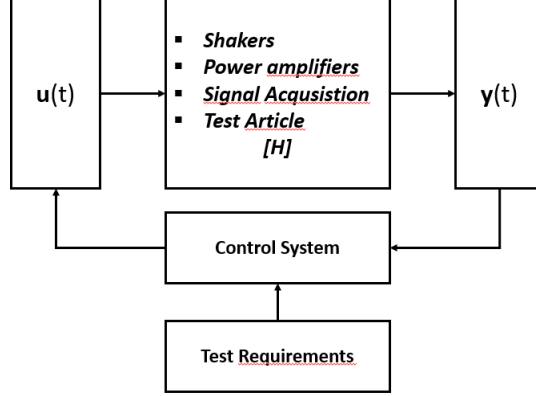 u(t)
▪ Shakers
▪ Power amplifiers
▪ Signal Acqusistion
▪ Test Article
[H]
y(t)
Control System
Test Requirements